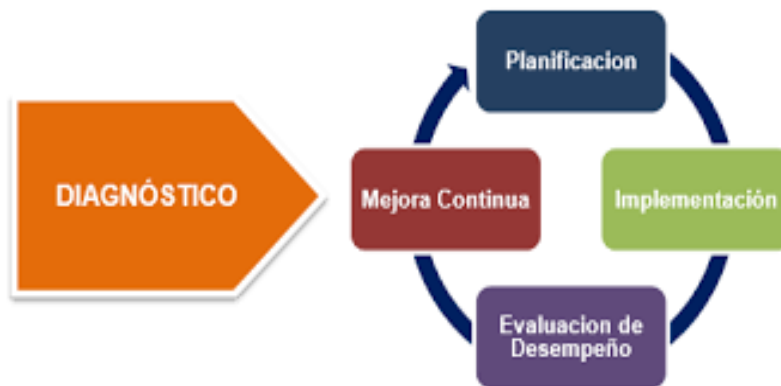 DIAGNÓSTICO
Planificacion
Mejora Continua
Implementación
Evaluacion de
Desempeño